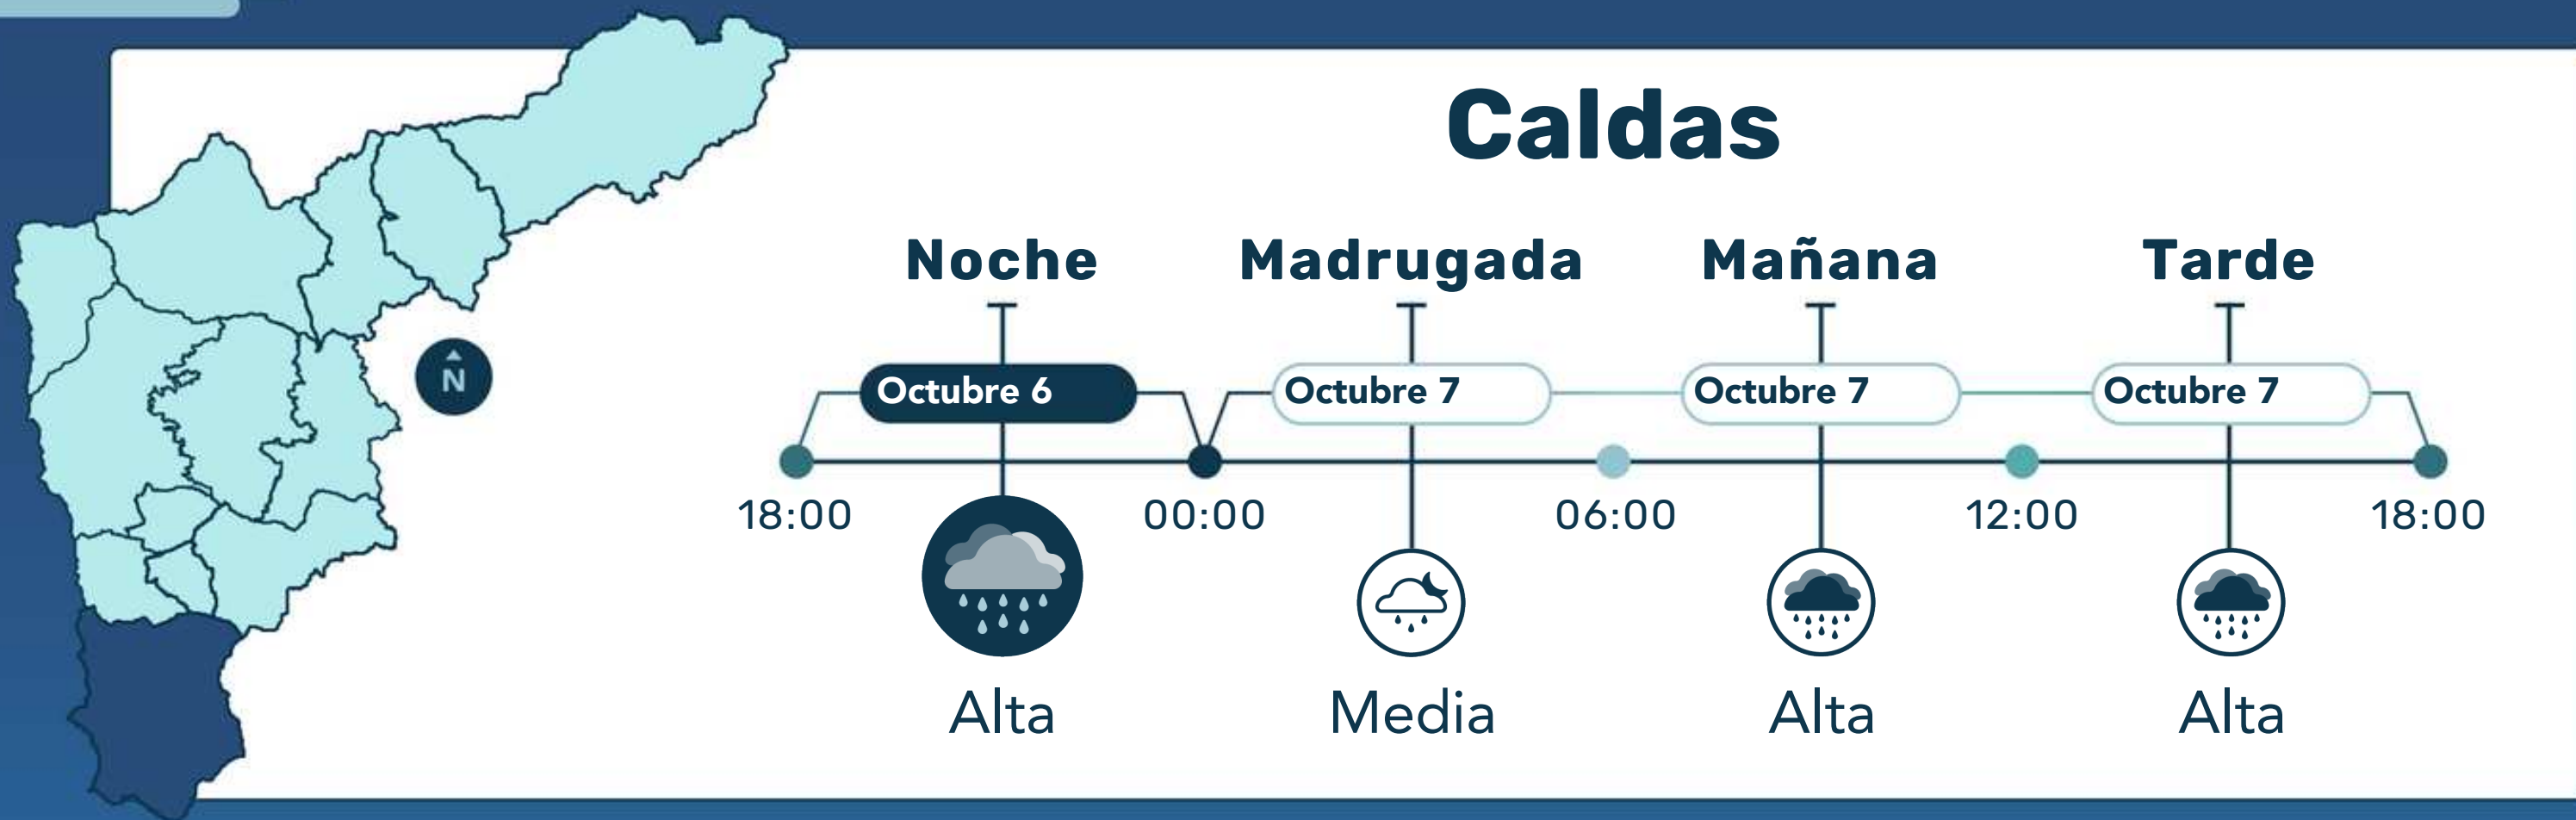 Caldas
Noche Madrugada Mañana Tarde
Octubre 6 Octubre 7 Octubre 7 Octubre 7
N
18:00 00:00 06:00 12:00 18:00
Alta Media Alta Alta